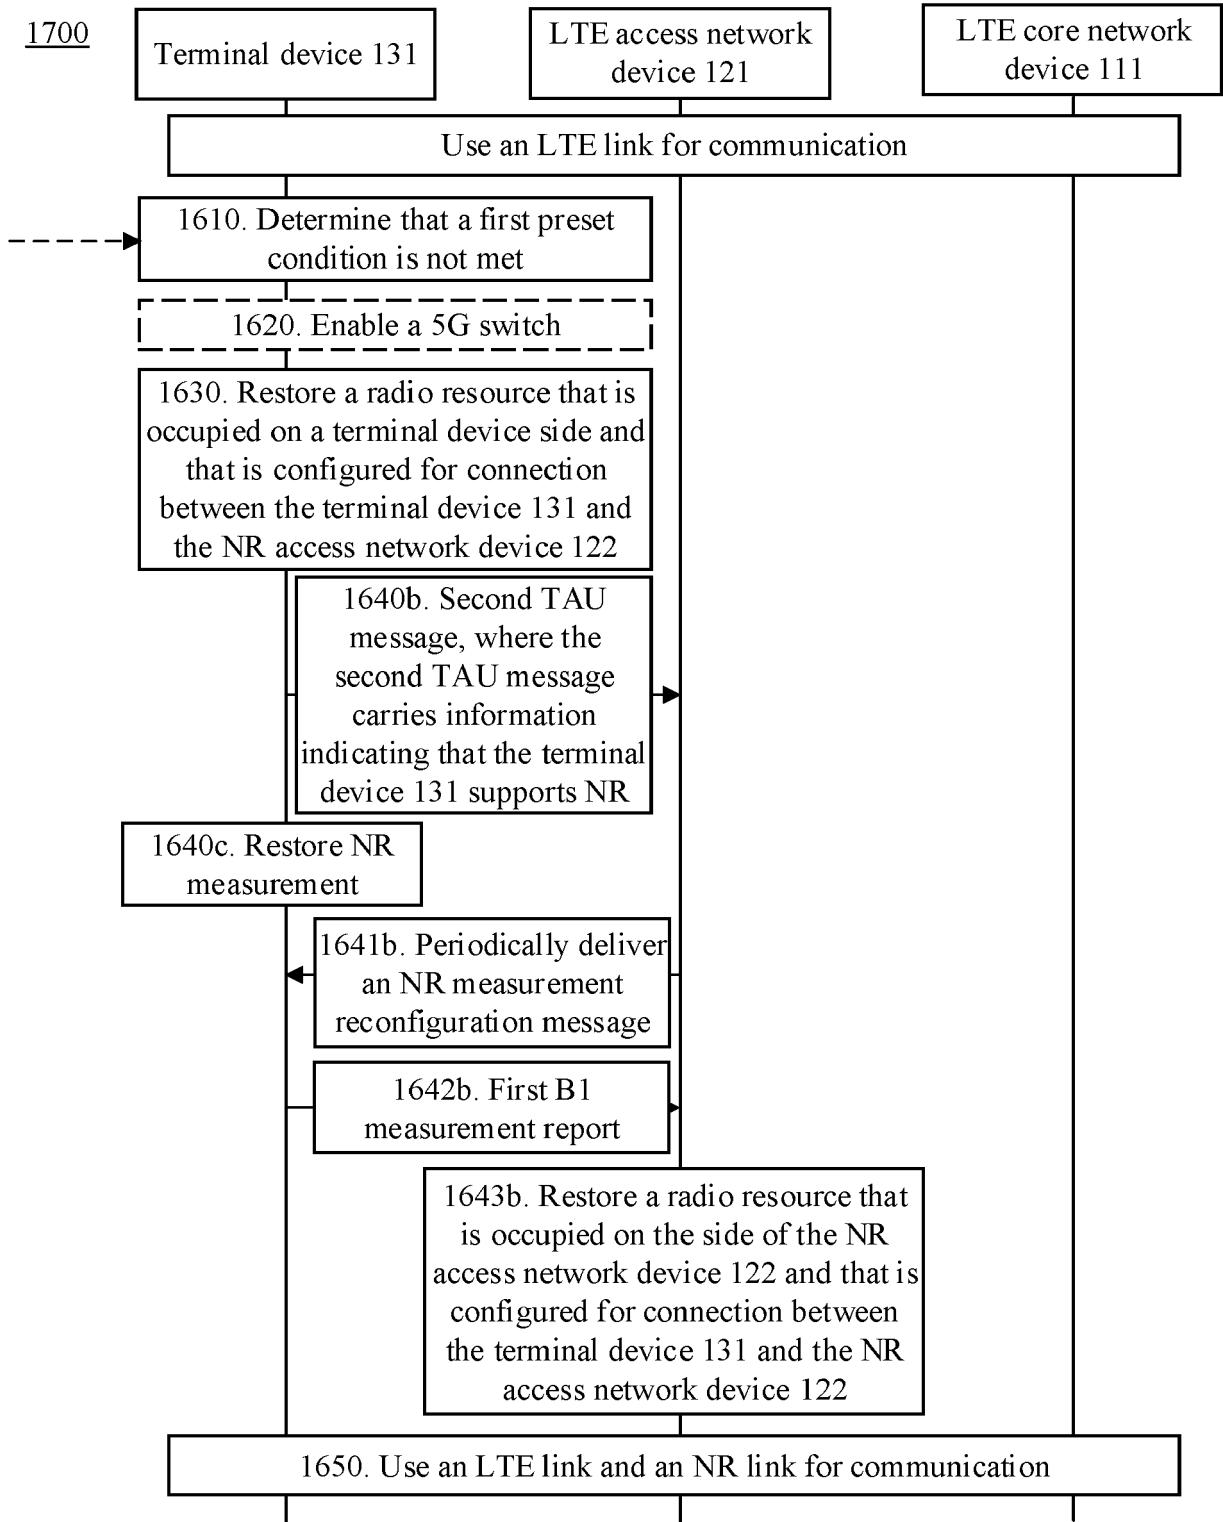 1700
Terminal device 131
LTE access network
device 121
LTE core network
device 111
Use an LTE link for communication
1610. Determine that a first preset
condition is not met
1620. Enable a 5G switch
1630. Restore a radio resource that is
occupied on a terminal device side and
that is configured for connection
between the terminal device 131 and
the NR access network device 122
1640b. Second TAU
message, where the
second TAU message
carries information
indicating that the terminal
device 131 supports NR
1640c. Restore NR
measurement
1641b. Periodically deliver
an NR measurement
reconfiguration message
1642b. First B1
measurement report
1643b. Restore a radio resource that
is occupied on the side of the NR
access network device 122 and that is
configured for connection between
the terminal device 131 and the NR
access network device 122
1650. Use an LTE link and an NR link for communication